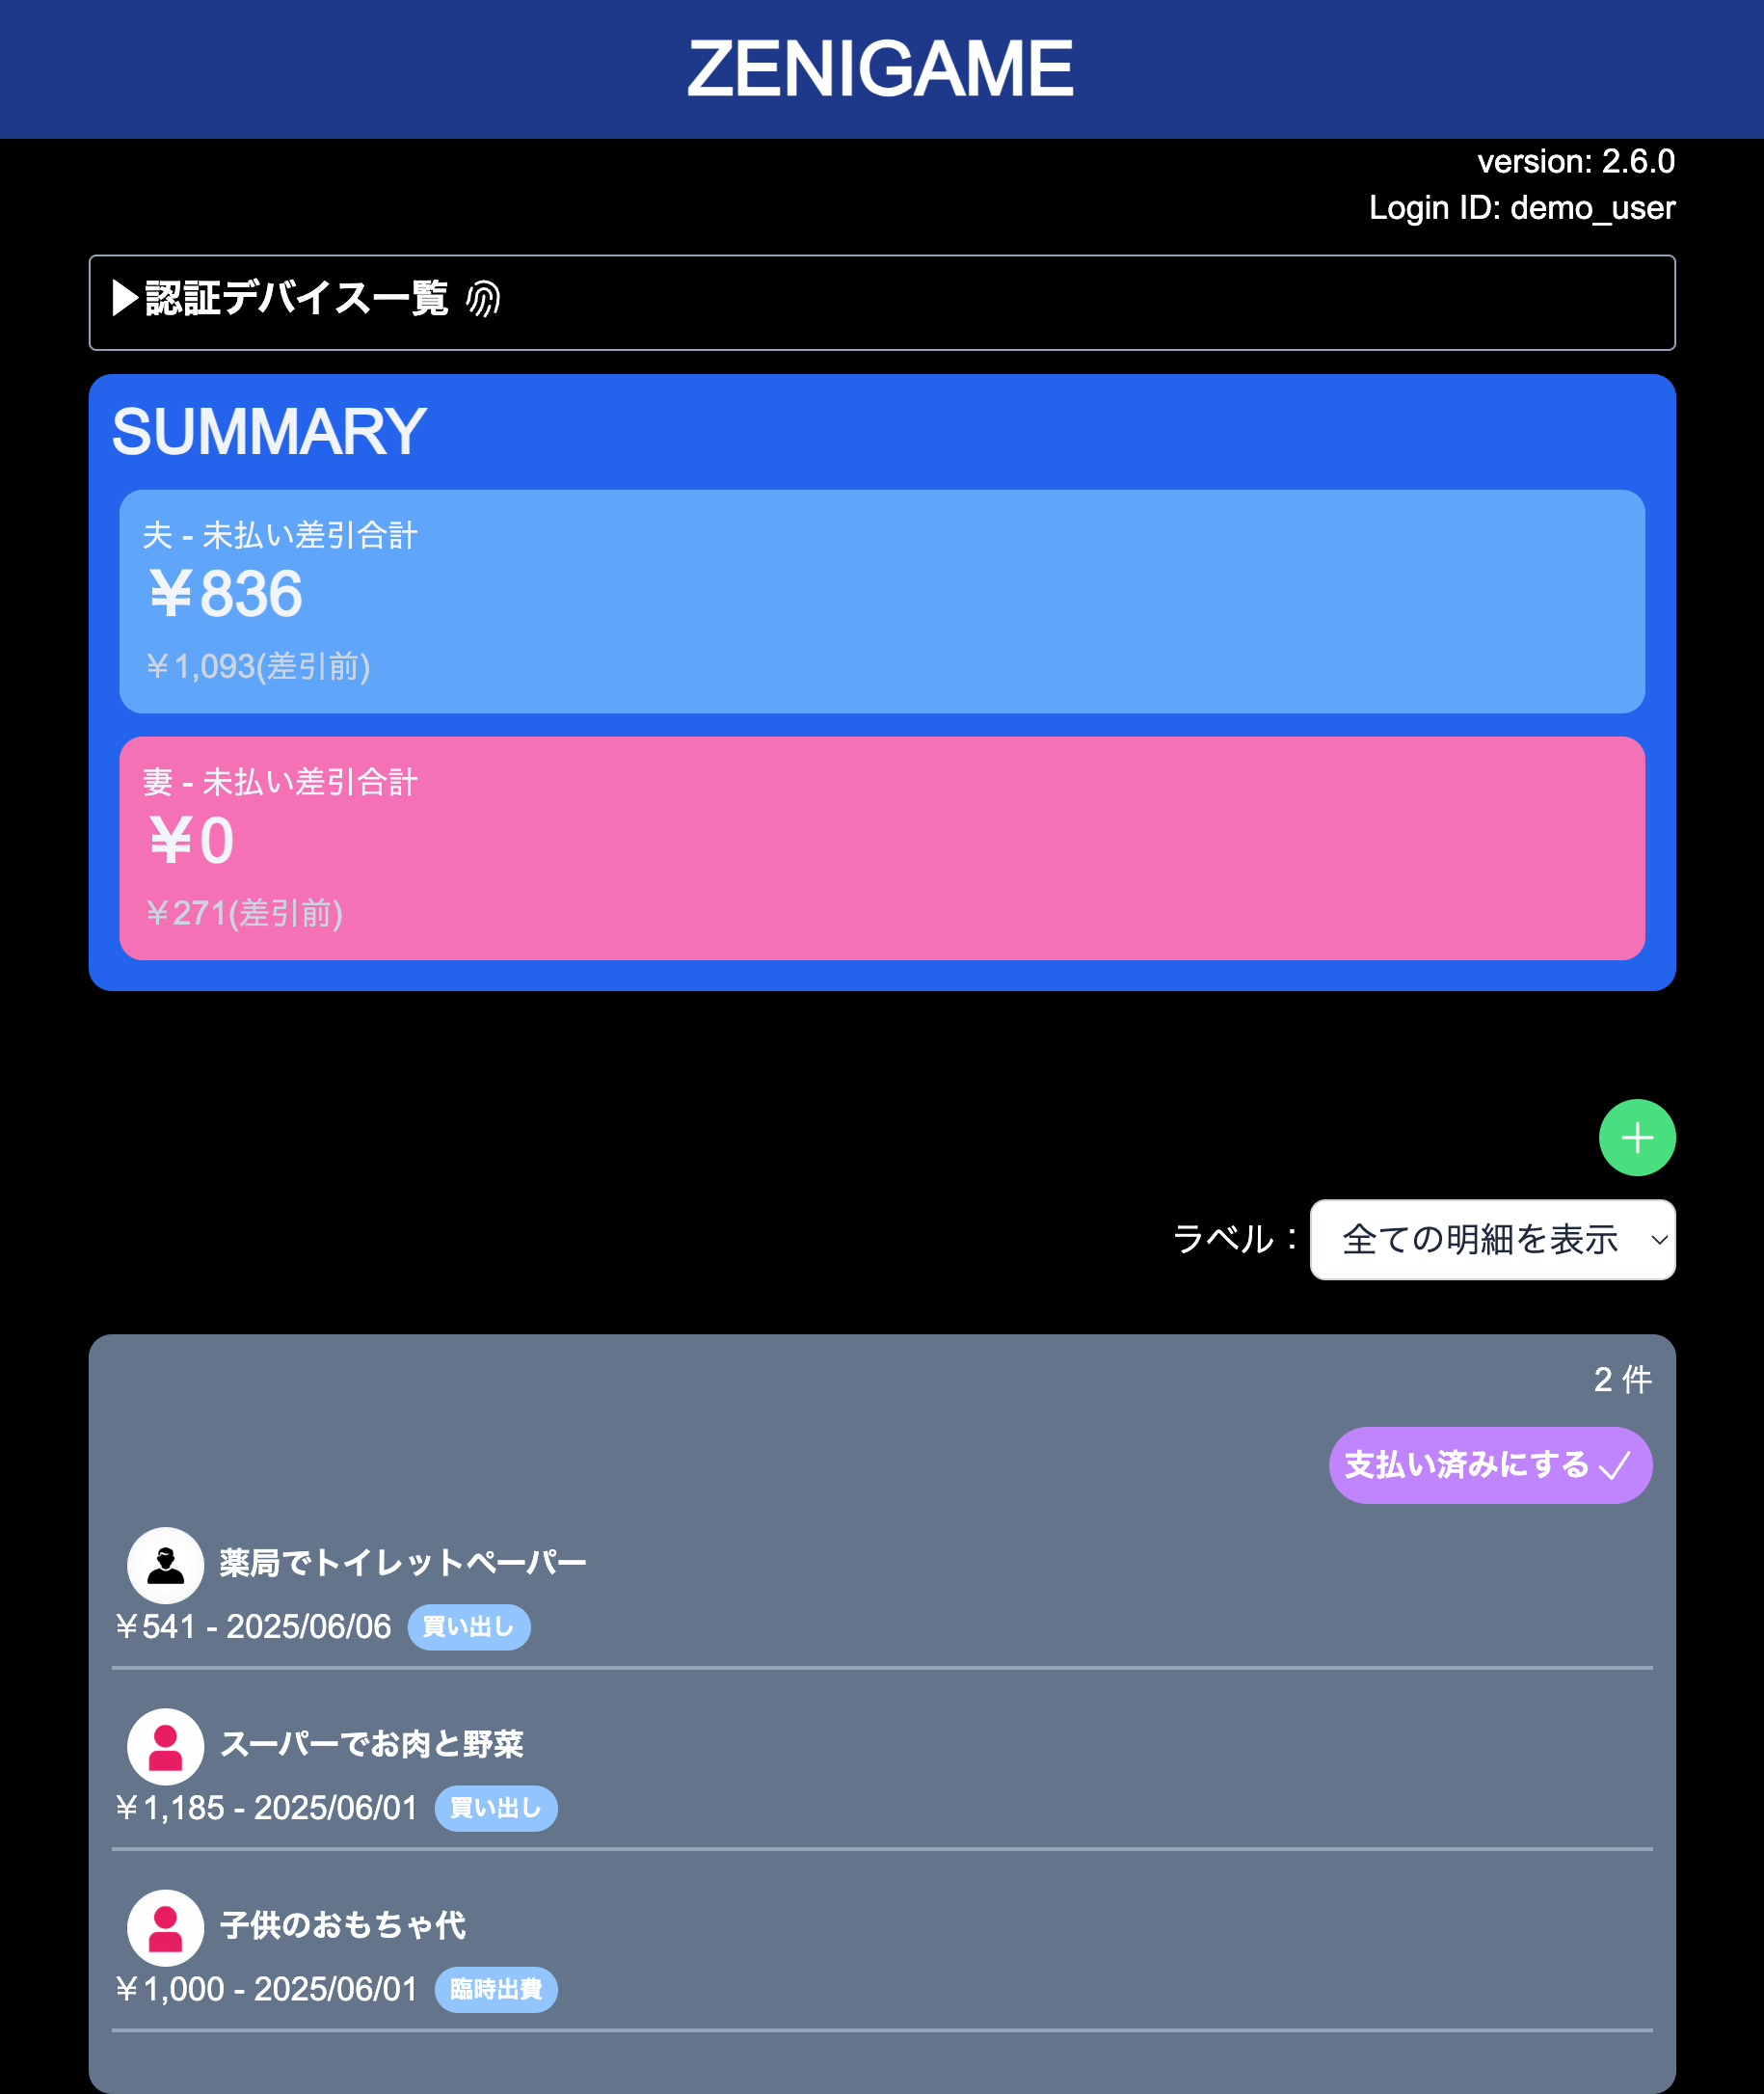 ZENIGAME
version: 2.6.0
Login ID: demo_user
▶認証デバイス一覧
SUMMARY
夫 - 未払い差引合計
￥836
￥1,093(差引前)
妻 - 未払い差引合計
￥0
￥271(差引前)
ラベル：全ての明細を表示
2 件
支払い済みにする
薬局でトイレットペーパー
￥541 - 2025/06/06 買い出し
スーパーでお肉と野菜
￥1,185 - 2025/06/01 買い出し
子供のおもちゃ代
￥1,000 - 2025/06/01 臨時出費